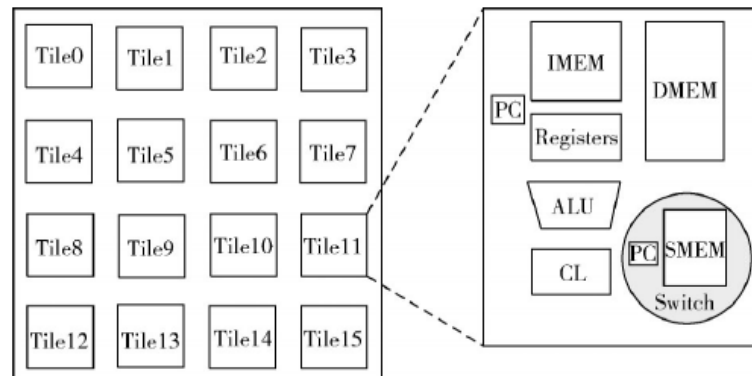 Tile0 Tile1 Tile2 Tile3
Tile4 Tile5 Tile6 Tile7
Tile8 Tile9 Tile10 Tile11
Tile12 Tile13 Tile14 Tile15
IMEM
DMEM
PC
Registers
ALU
PC SMEM
CL
Switch